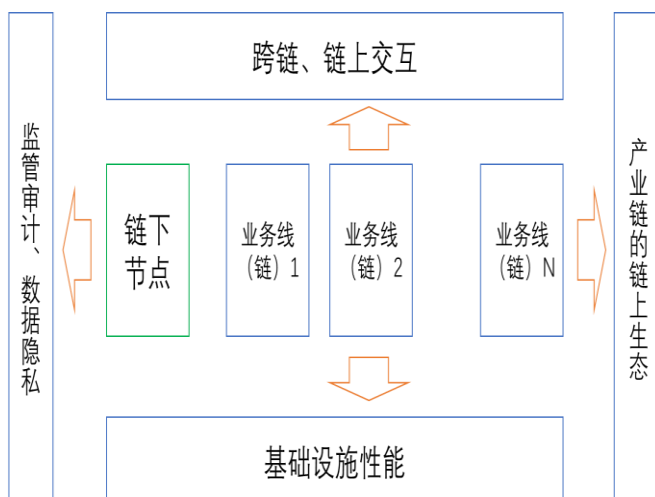 跨链、链上交互
监管审计、数据隐私
链下
节点
业务线
（链）1
业务线
（链）2
业务线
（链）N
产业链的链上生态
基础设施性能